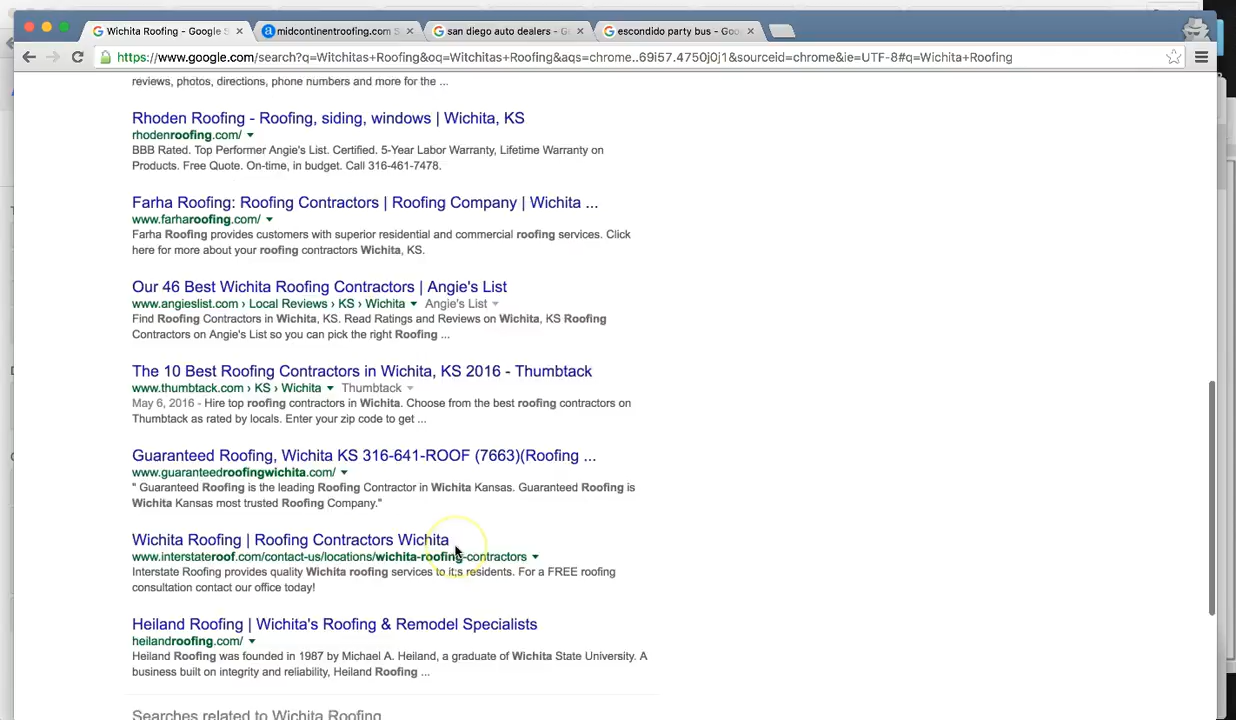 Wichita Roofing - Google S
midcontinentroofing.com S
san diego auto dealers - G
escondido party bus - Goo
https://www.google.com/search?q=Witchitas+Roofing&oq=Witchitas+Roofing&aqs=chrome..69i57.4750j0j1&sourceid=chrome&ie=UTF-8#q=Wichita+Roofing
reviews, photos, directions, phone numbers and more for the ...
Rhoden Roofing - Roofing, siding, windows | Wichita, KS
rhodenroofing.com/
BBB Rated. Top Performer Angie's List. Certified. 5-Year Labor Warranty, Lifetime Warranty on
Products. Free Quote. On-time, in budget. Call 316-461-7478.
Farha Roofing: Roofing Contractors | Roofing Company | Wichita ...
www.farharoofing.com/
Farha Roofing provides customers with superior residential and commercial roofing services. Click
here for more about your roofing contractors Wichita, KS.
Our 46 Best Wichita Roofing Contractors | Angie's List
www.angieslist.com › Local Reviews › KS › Wichita Angie's List
Find Roofing Contractors in Wichita, KS. Read Ratings and Reviews on Wichita, KS Roofing
Contractors on Angie's List so you can pick the right Roofing ...
The 10 Best Roofing Contractors in Wichita, KS 2016 - Thumbtack
www.thumbtack.com › KS › Wichita Thumbtack
May 6, 2016 - Hire top roofing contractors in Wichita. Choose from the best roofing contractors on
Thumbtack as rated by locals. Enter your zip code to get ...
Guaranteed Roofing, Wichita KS 316-641-ROOF (7663)(Roofing ...
www.guaranteedroofingwichita.com/
" Guaranteed Roofing is the leading Roofing Contractor in Wichita Kansas. Guaranteed Roofing is
Wichita Kansas most trusted Roofing Company."
Wichita Roofing | Roofing Contractors Wichita
www.interstateroof.com/contact-us/locations/wichita-roofing-contractors
Interstate Roofing provides quality Wichita roofing services to it;s residents. For a FREE roofing
consultation contact our office today!
Heiland Roofing | Wichita's Roofing & Remodel Specialists
heilandroofing.com/
Heiland Roofing was founded in 1987 by Michael A. Heiland, a graduate of Wichita State University. A
business built on integrity and reliability, Heiland Roofing ...
Searches related to Wichita Roofing